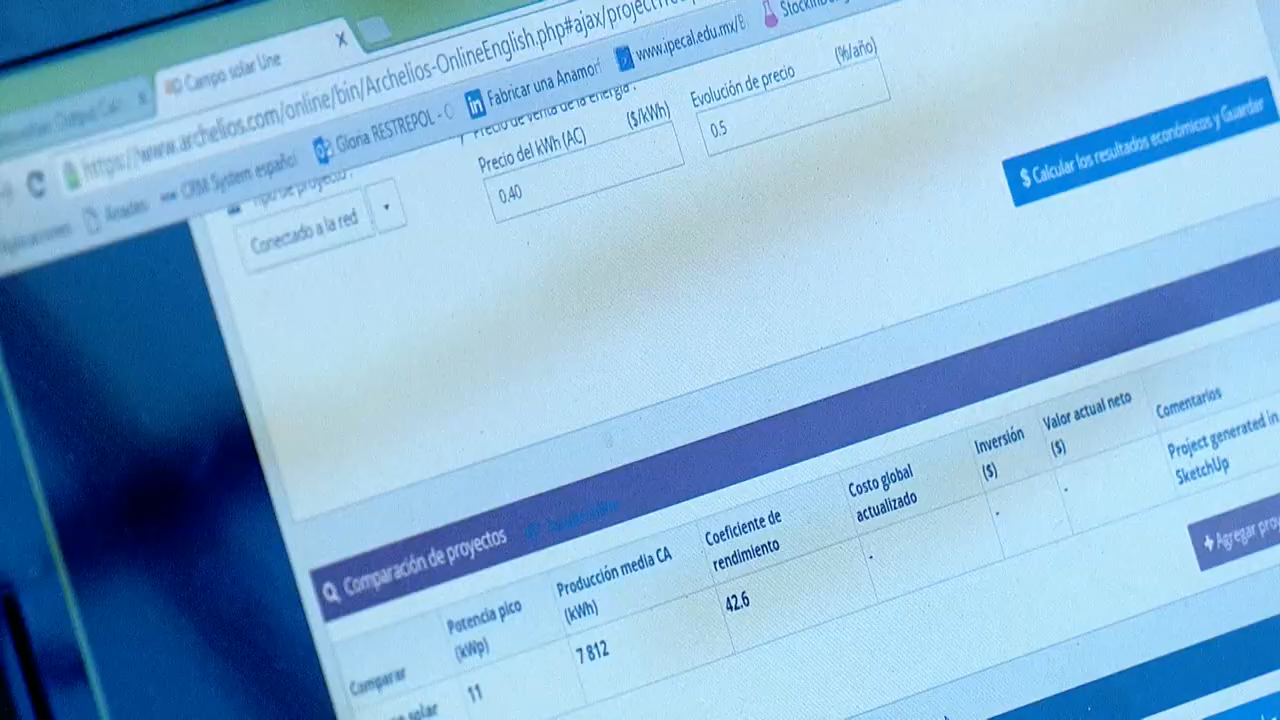 Campo solar Une
https://www.archelios.com/online/bin/Archelios-OnlineEnglish.php#ajax/project
CRM System español
Gloria RESTREPOL - C
Fabricar una Anamorf
www.ipecal.edu.mx/B
Tipo de proyecto :
Conectado a la red
Precio de venta de la energía :
Precio del kWh (AC) ($/kWh)
0.40
Evolución de precio (%/año)
0.5
$ Calcular los resultados económicos y Guardar
Comparación de proyectos
Comparar
Potencia pico (kWp)
Producción media CA (kWh)
Coeficiente de rendimiento
Costo global actualizado
Inversión ($)
Valor actual neto ($)
Comentarios
solar
11
7 812
42.6
-
-
-
Project generated in
SketchUp
+ Agregar